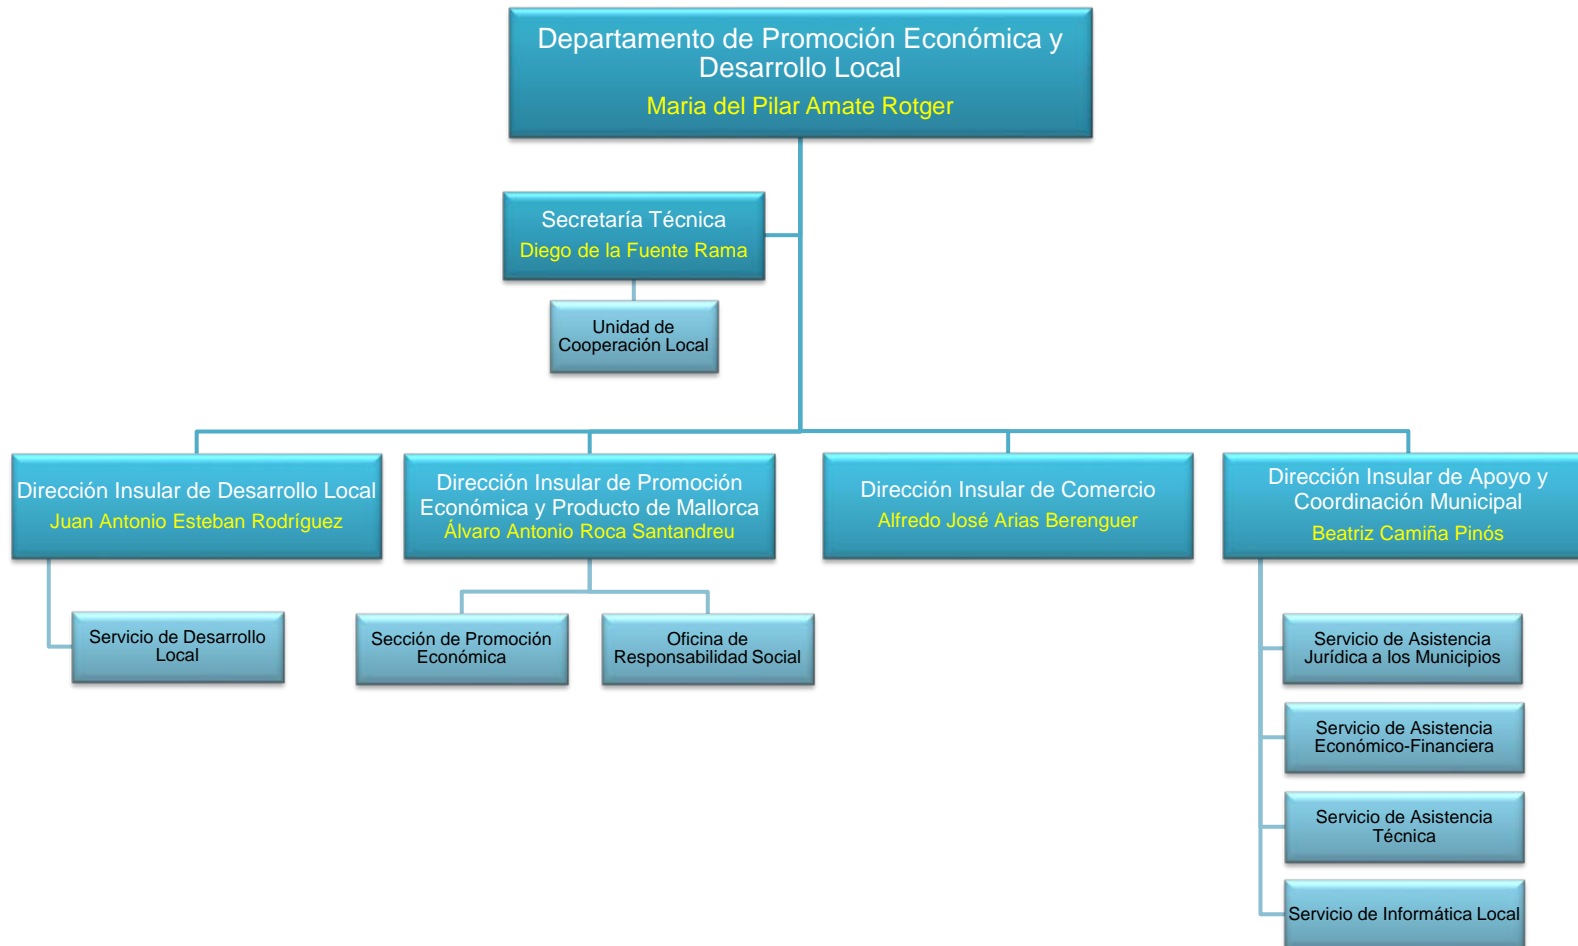 Departamento de Promoción Económica y
Desarrollo Local
Maria del Pilar Amate Rotger
Secretaría Técnica
Diego de la Fuente Rama
Unidad de
Cooperación Local
Dirección Insular de Desarrollo Local
Juan Antonio Esteban Rodríguez
Dirección Insular de Promoción
Económica y Producto de Mallorca
Álvaro Antonio Roca Santandreu
Dirección Insular de Comercio
Alfredo José Arias Berenguer
Dirección Insular de Apoyo y
Coordinación Municipal
Beatriz Camiña Pinós
Servicio de Desarrollo
Local
Sección de Promoción
Económica
Oficina de
Responsabilidad Social
Servicio de Asistencia
Jurídica a los Municipios
Servicio de Asistencia
Económico-Financiera
Servicio de Asistencia
Técnica
Servicio de Informática Local